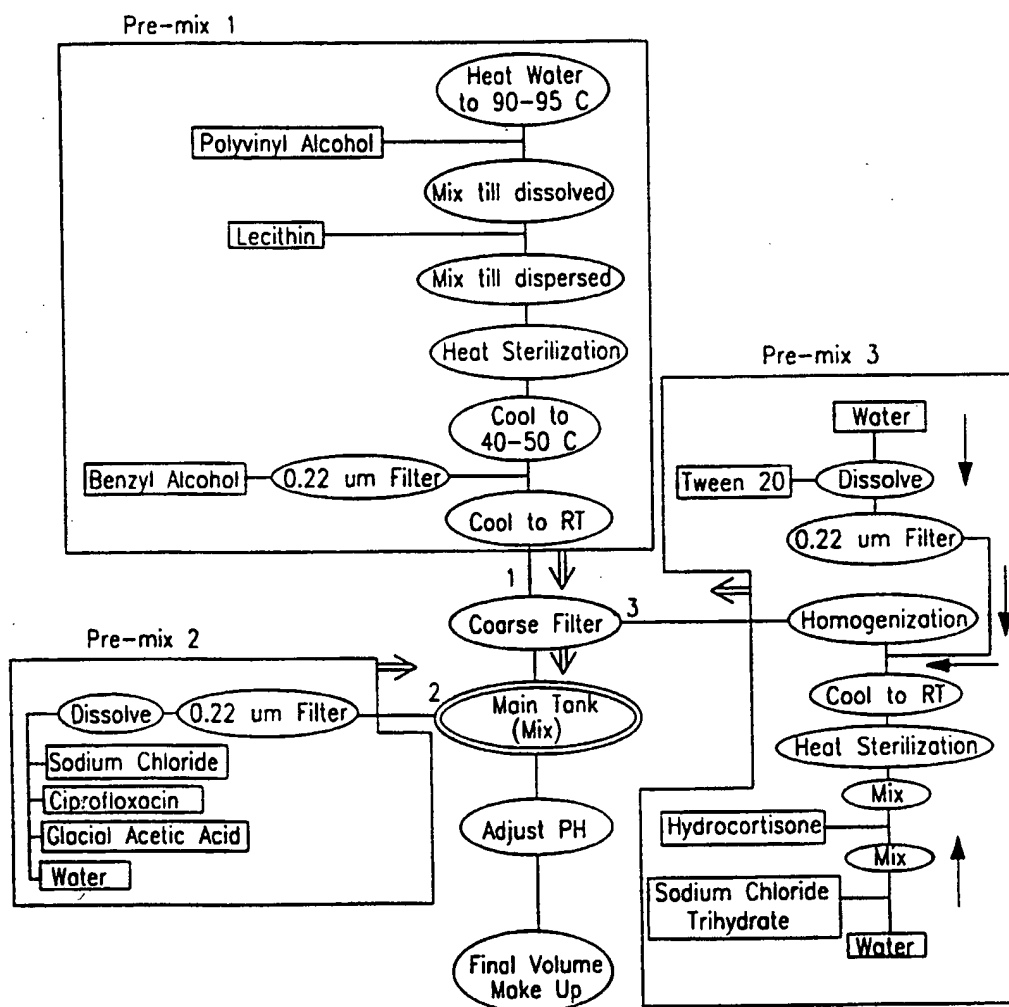 Pre-mix 1
Heat Water
to 90-95 C
Polyvinyl Alcohol
Mix till dissolved
Lecithin
Mix till dispersed
Heat Sterilization
Cool to
40-50 C
Benzyl Alcohol
0.22 um Filter
Cool to RT
1
Coarse Filter
3
Pre-mix 3
Water
Tween 20
Dissolve
0.22 um Filter
Homogenization
Cool to RT
Heat Sterilization
Mix
Hydrocortisone
Mix
Sodium Chloride
Trihydrate
Water
Pre-mix 2
Dissolve
0.22 um Filter
2
Sodium Chloride
Ciprofloxacin
Glacial Acetic Acid
Water
Main Tank
(Mix)
Adjust PH
Final Volume
Make Up